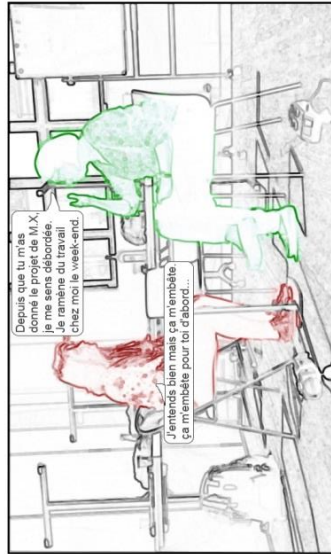 Depuis que tu m'as
donné le projet de M.X,
je me sens débordée.
Je ramène du travail
chez moi le week-end.
J'entends bien mais ça m'embête,
ça m'embête pour toi d'abord...